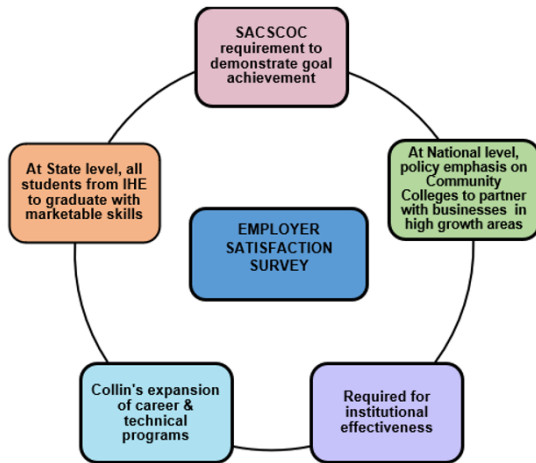 SACSCOC
requirement to
demonstrate goal
achievement
At State level, all
students from IHE
to graduate with
marketable skills
At National level,
policy emphasis on
Community
Colleges to partner
with businesses in
high growth areas
EMPLOYER
SATISFACTION
SURVEY
Collin's expansion
of career &
technical
programs
Required for
institutional
effectiveness